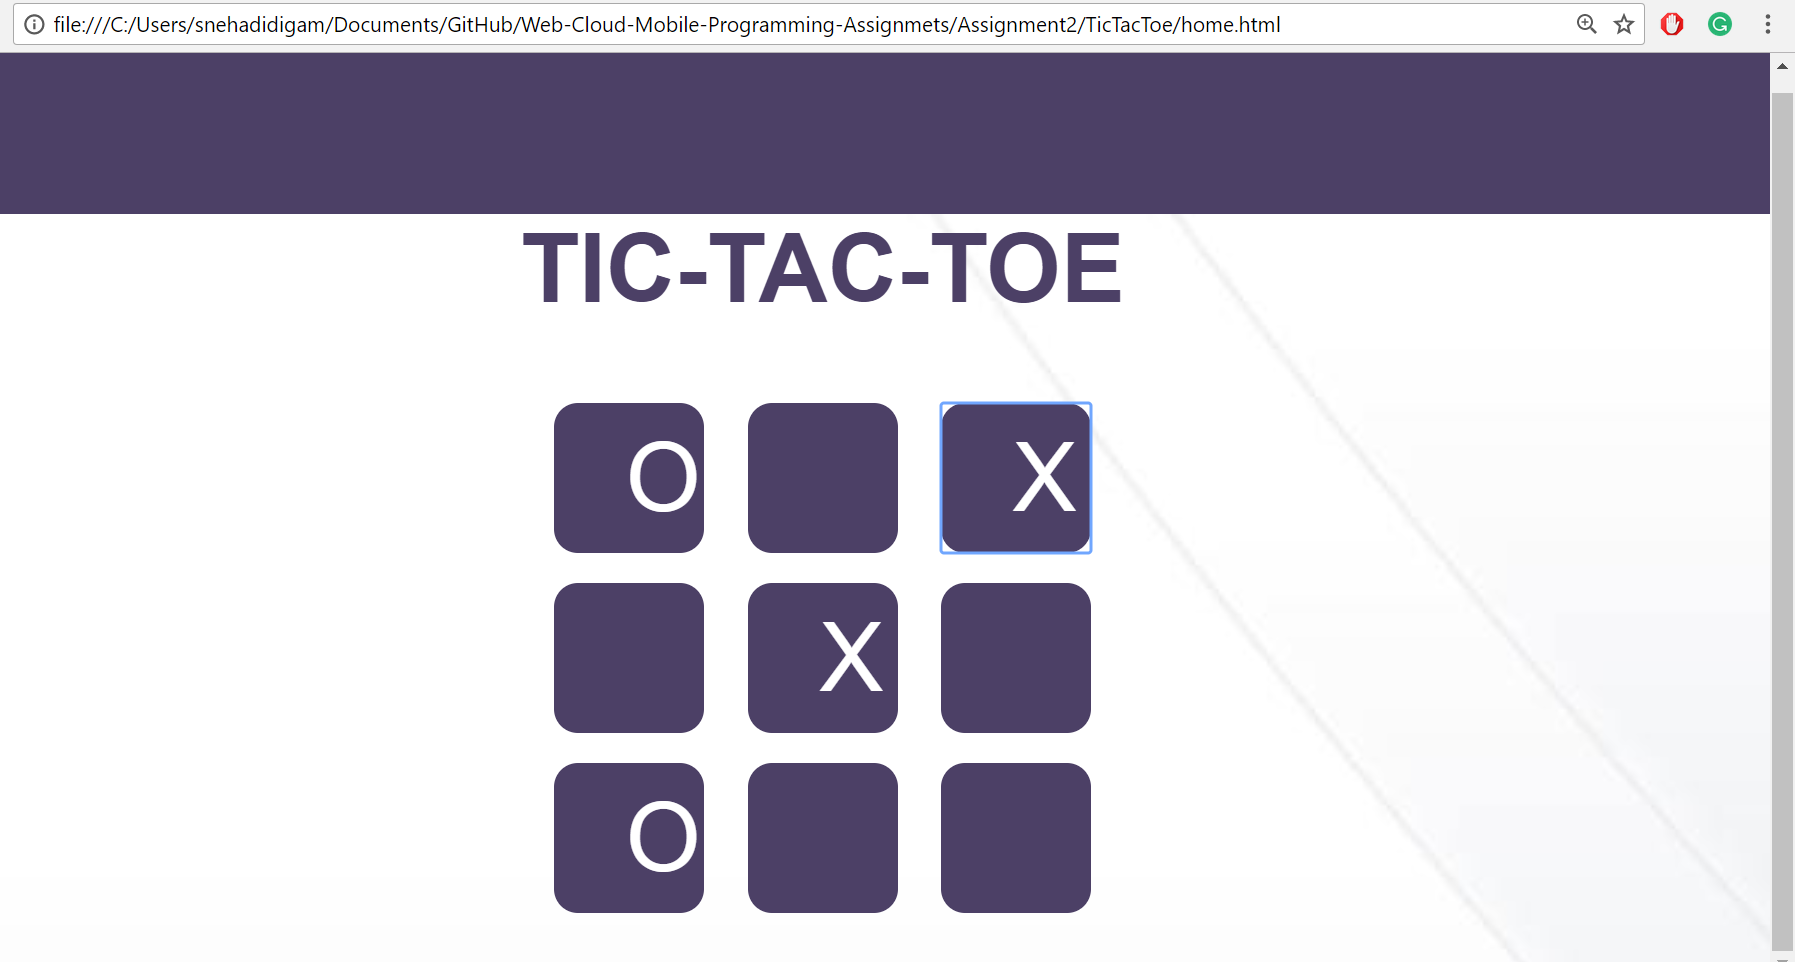 file:///C:/Users/snehadidigam/Documents/GitHub/Web-Cloud-Mobile-Programming-Assignmets/Assignment2/TicTacToe/home.html
TIC-TAC-TOE
O X
X
O